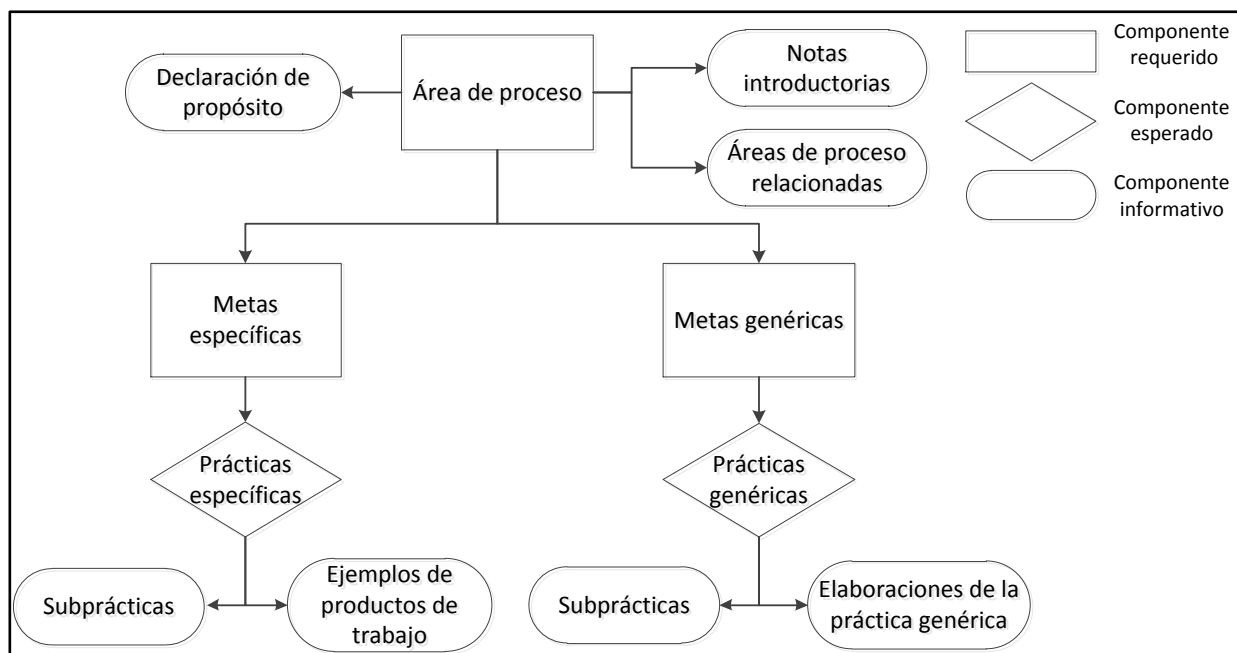 Declaración de
propósito
Área de proceso
Notas
introductorias
Áreas de proceso
relacionadas
Componente
requerido
Componente
esperado
Componente
informativo
Metas
específicas
Metas genéricas
Prácticas
específicas
Prácticas
genéricas
Subprácticas
Ejemplos de
productos de
trabajo
Subprácticas
Elaboraciones de la
práctica genérica